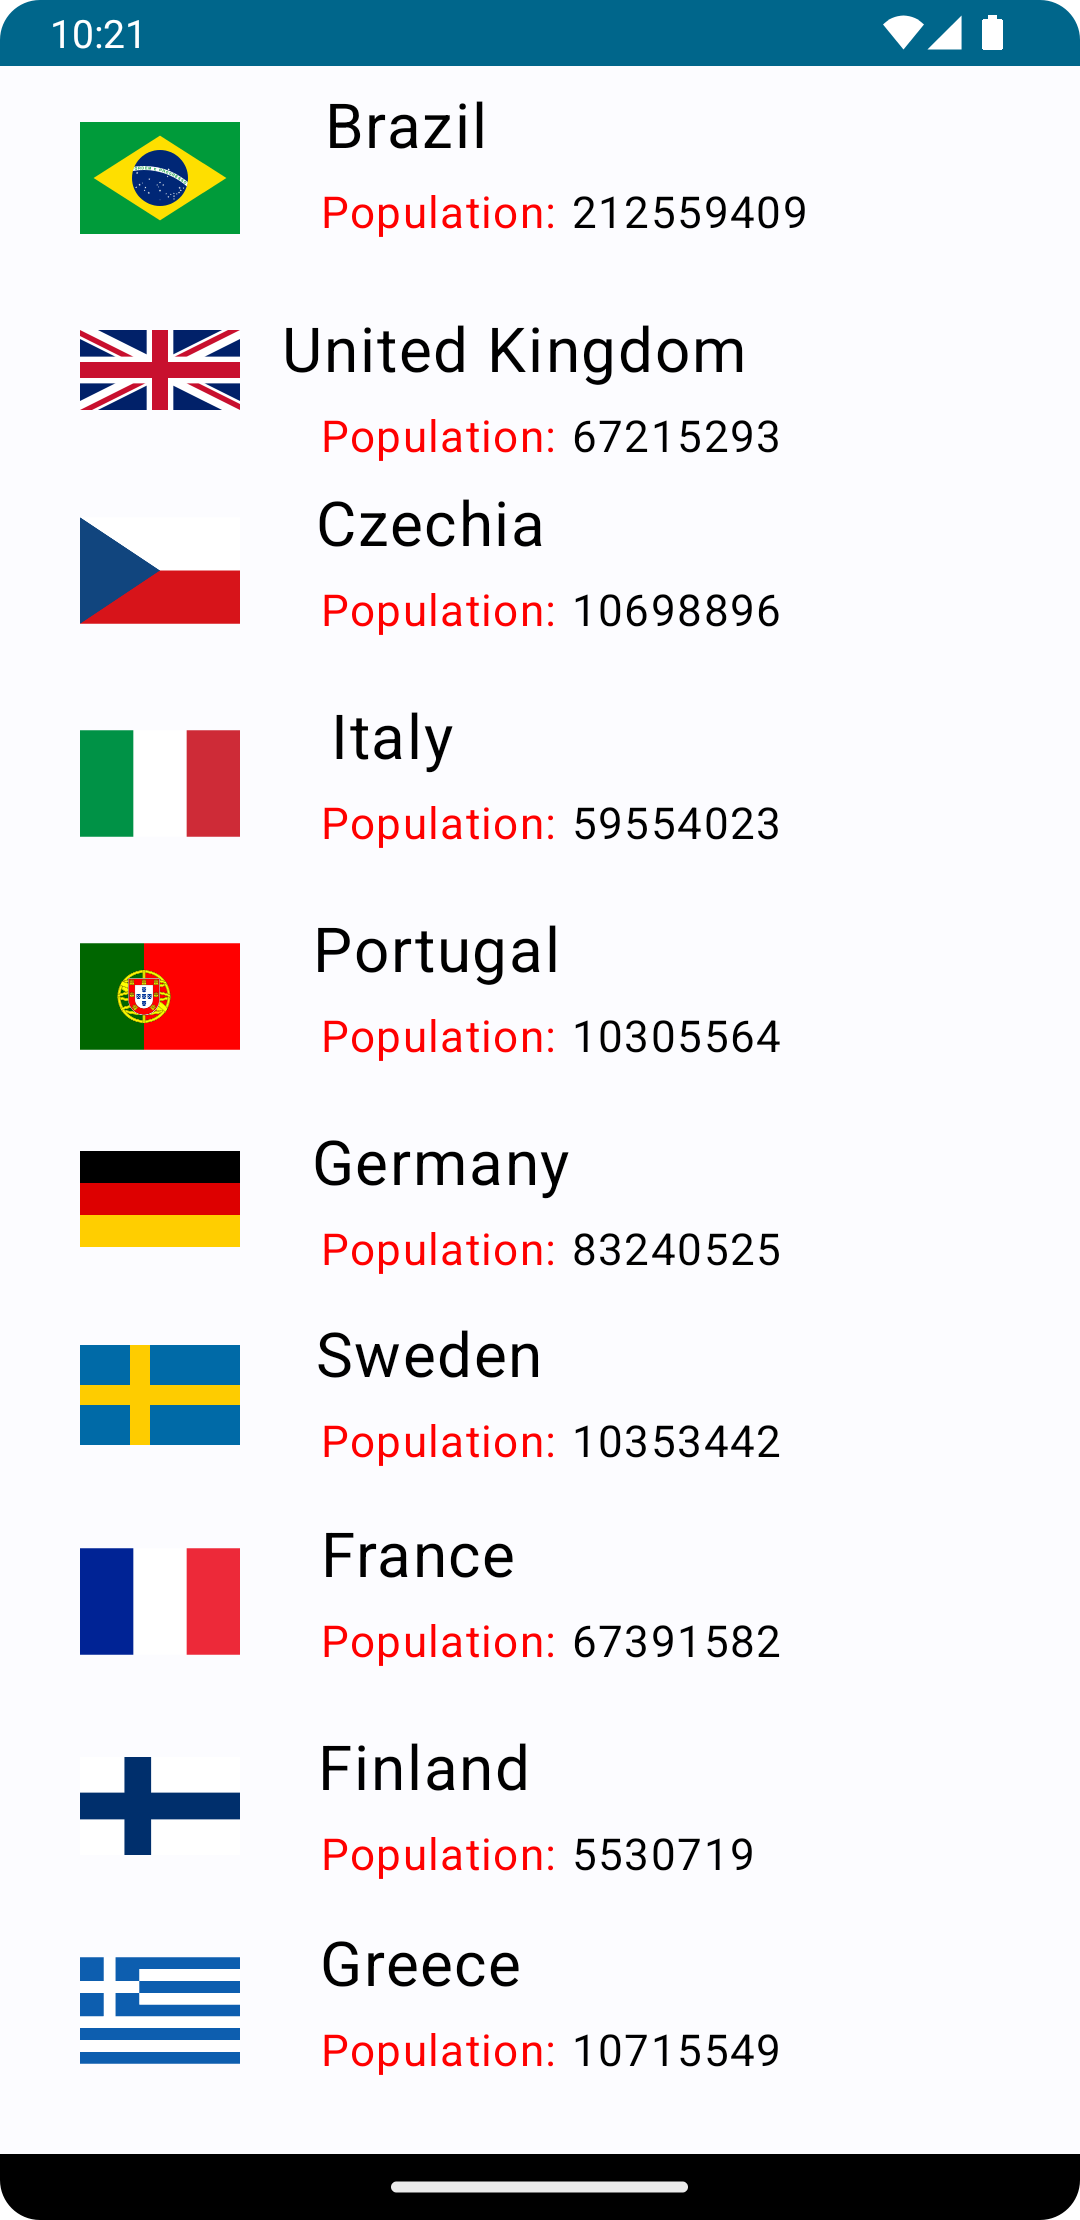 10:21
Brazil
Population: 212559409
United Kingdom
Population: 67215293
Czechia
Population: 10698896
Italy
Population: 59554023
Portugal
Population: 10305564
Germany
Population: 83240525
Sweden
Population: 10353442
France
Population: 67391582
Finland
Population: 5530719
Greece
Population: 10715549